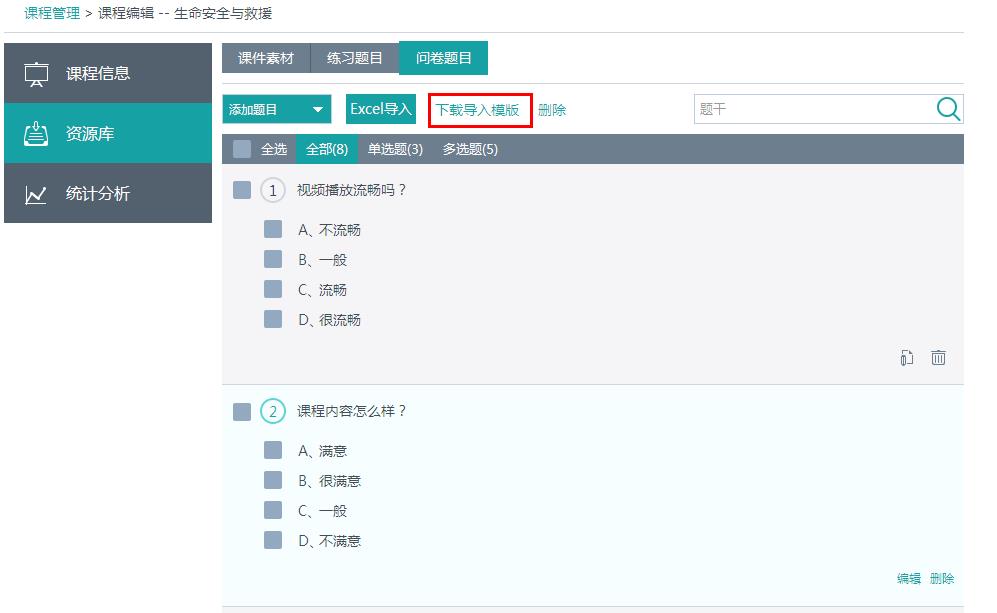 课程管理 > 课程编辑 -- 生命安全与救援
课程信息
资源库
统计分析
课件素材 练习题目 问卷题目
添加题目 Excel导入 下载导入模版 删除 题干
全选 全部(8) 单选题(3) 多选题(5)
1 视频播放流畅吗？
A、不流畅
B、一般
C、流畅
D、很流畅
2 课程内容怎么样？
A、满意
B、很满意
C、一般
D、不满意
编辑 删除